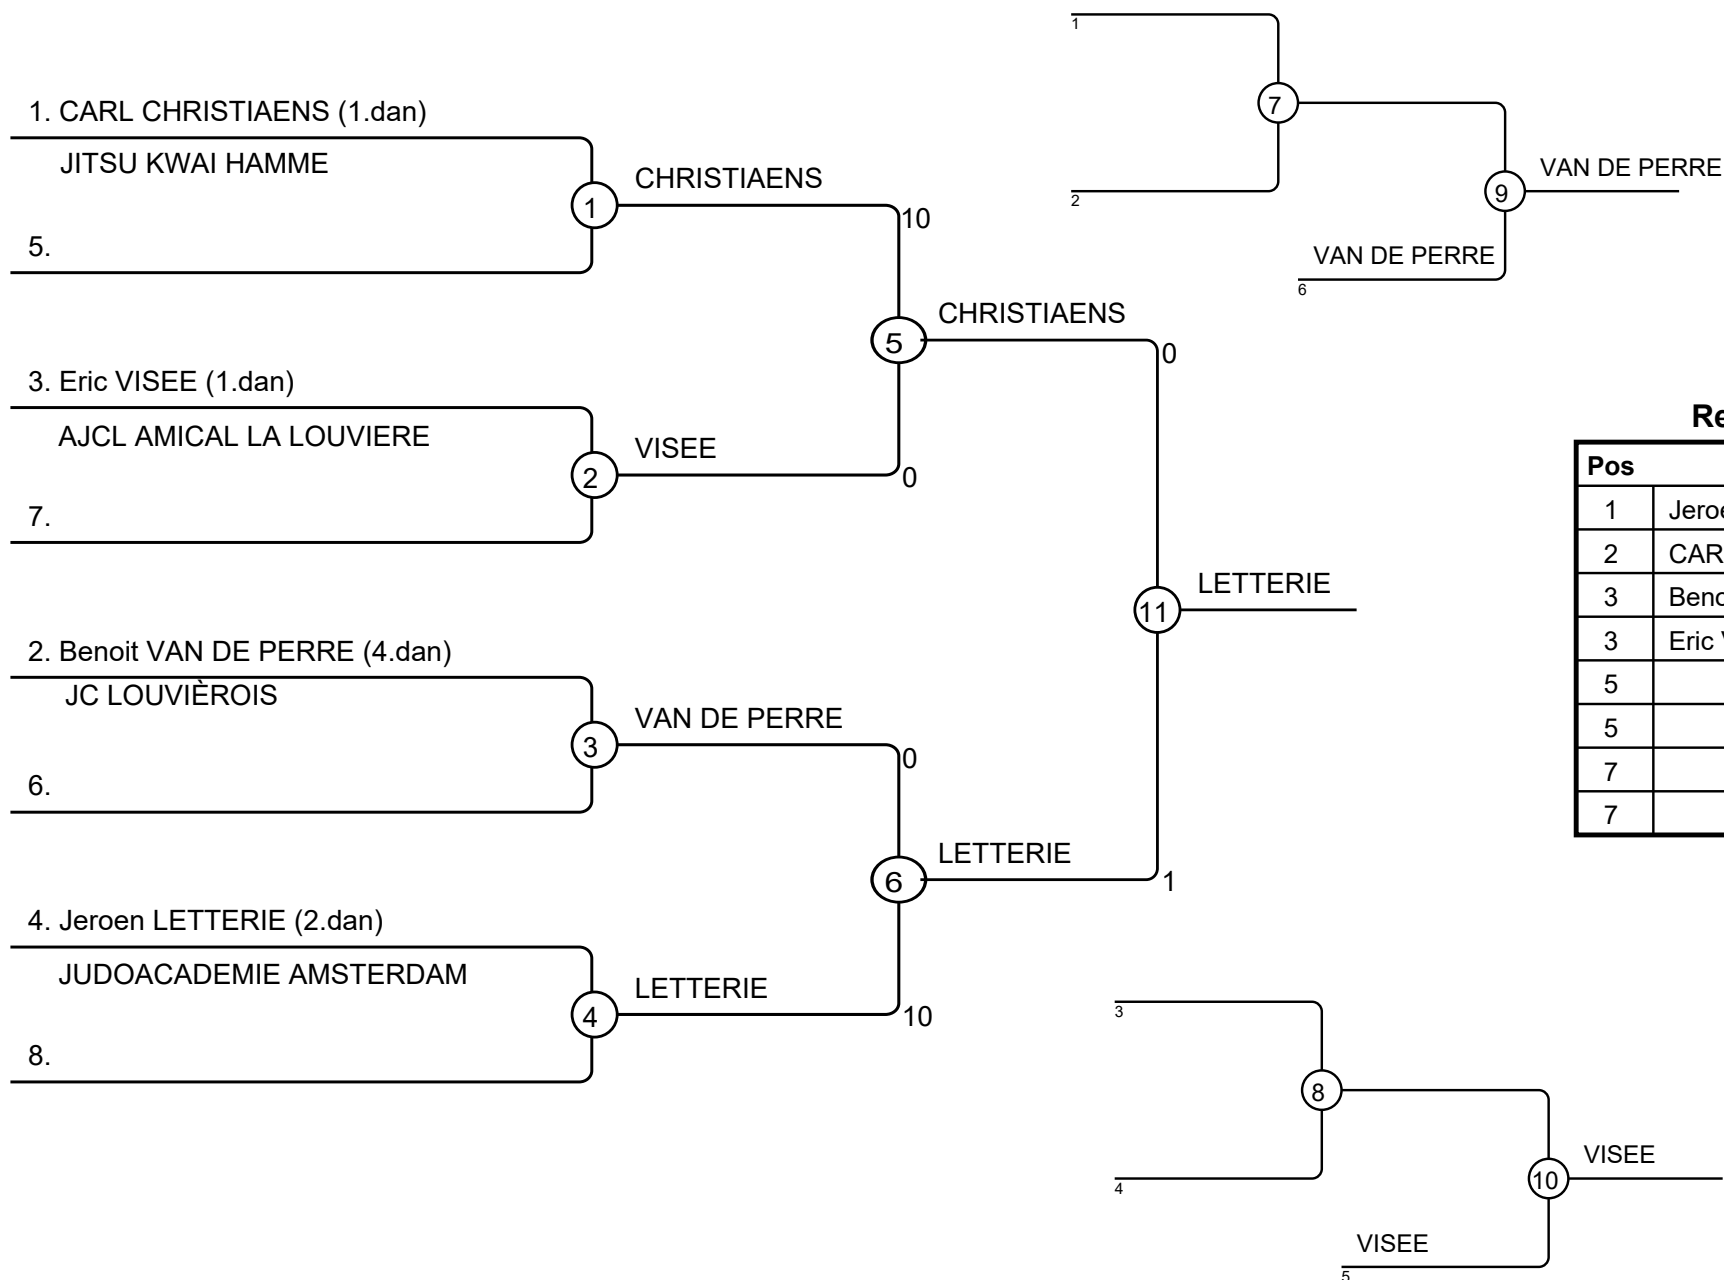 1. CARL CHRISTIAENS (1.dan)
JITSU KWAI HAMME
5.
3. Eric VISEE (1.dan)
AJCL AMICAL LA LOUVIERE
7.
2. Benoit VAN DE PERRE (4.dan)
JC LOUVIÈROIS
6.
4. Jeroen LETTERIE (2.dan)
JUDOACADEMIE AMSTERDAM
8.
1
CHRISTIAENS
10
2
VISEE
0
3
VAN DE PERRE
0
4
LETTERIE
10
5
CHRISTIAENS
0
6
LETTERIE
1
11
LETTERIE
1
2
7
VAN DE PERRE
6
9
VAN DE PERRE
Pos
1
2 CAR
3
3 Eric
5
5
7
7
3
4
8
VISEE
5
10
VISEE